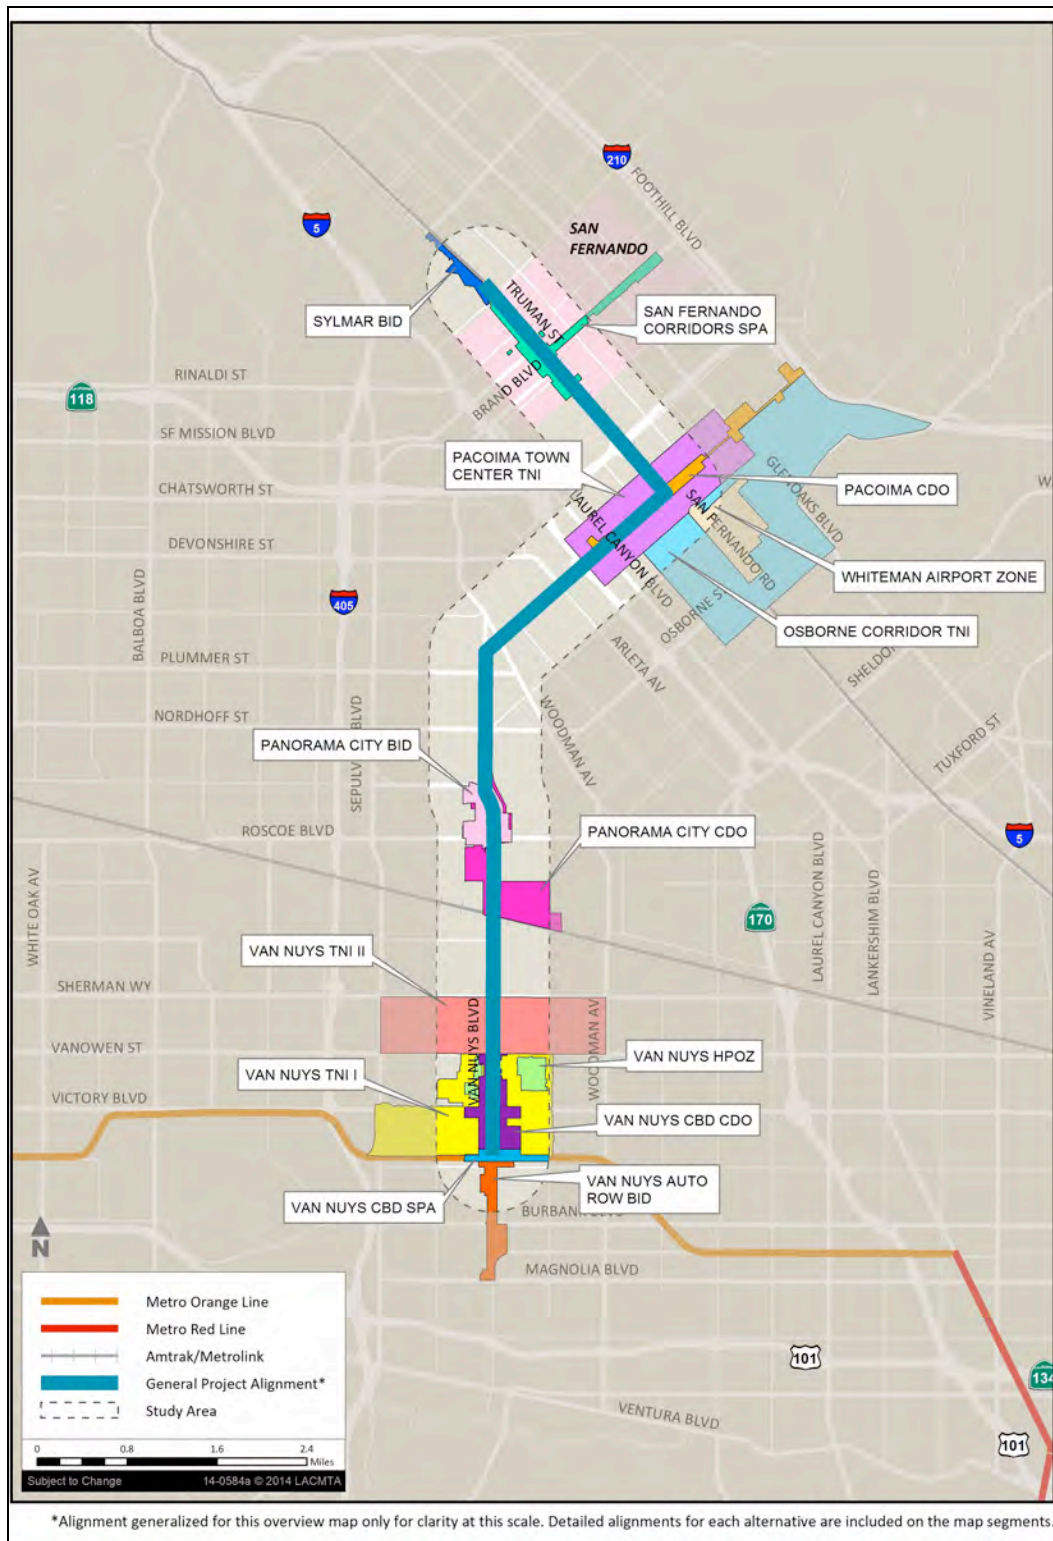 210
FOOTHILL BLVD
5
SAN
FERNANDO
TRUMAN ST
SYLMAR BID
SAN FERNANDO
CORRIDORS SPA
RINALDI ST
118
BRAND BLVD
SF MISSION BLVD
PACOIMA TOWN
CENTER TNI
GLENOAKS BLVD
CHATSWORTH ST
PACOIMA CDO
LAUREL CANYON BLVD
SAN FERNANDO RD
DEVONSHIRE ST
WHITEMAN AIRPORT ZONE
BALBOA BLVD
405
OSBORNE ST
OSBORNE CORRIDOR TNI
ARLETA AV
PLUMMER ST
SHELDON
NORDHOFF ST
WOODMAN AV
TUXFORD ST
PANORAMA CITY BID
SEPULV
BLVD
ROSCOE BLVD
PANORAMA CITY CDO
5
WHITE OAK AV
170
LAUREL CANYON BLVD
LANKERSHIM BLVD
VINELAND AV
VAN NUYS TNI II
SHERMAN WY
VAN NUYS BLVD
WOODMAN AV
VANOWEN ST
VAN NUYS HPOZ
VAN NUYS TNI I
VICTORY BLVD
VAN NUYS CBD CDO
VAN NUYS AUTO
ROW BID
VAN NUYS CBD SPA
BURBANK
N
MAGNOLIA BLVD
Metro Orange Line
Metro Red Line
Amtrak/Metrolink
General Project Alignment*
Study Area
101
134
VENTURA BLVD
101
0 0.8 1.6 2.4
Miles
Subject to Change 14-0584a © 2014 LACMTA
*Alignment generalized for this overview map only for clarity at this scale. Detailed alignments for each alternative are included on the map segments.